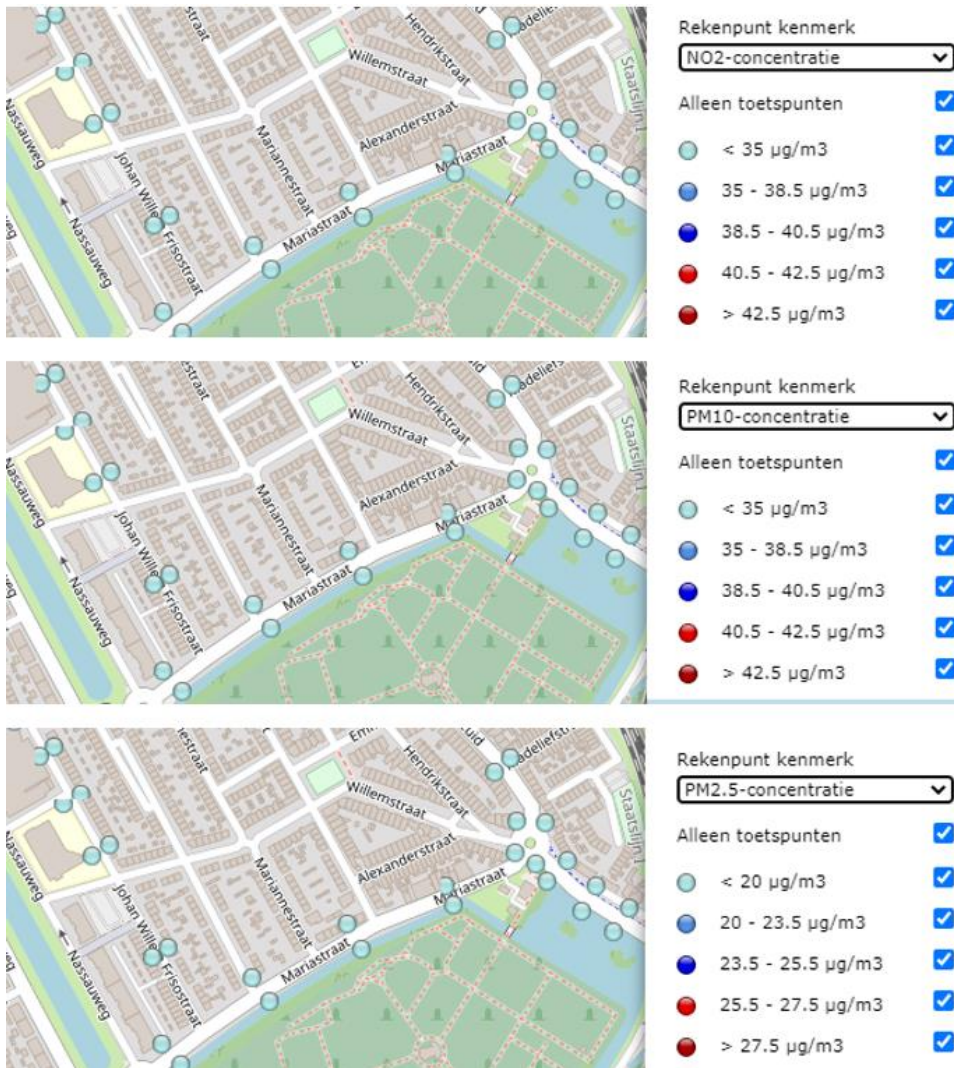 Hendrikstraat
Willemstraat
Alexanderstraat
Mariannestraat
Mariastraat
Mariastraat
Nassauweg
Nassauweg
Frisostraat
Rekenpunt kenmerk
NO2-concentratie
Alleen toetspunten
< 35 µg/m3
35 - 38.5 µg/m3
38.5 - 40.5 µg/m3
40.5 - 42.5 µg/m3
> 42.5 µg/m3
Hendrikstraat
Willemstraat
Alexanderstraat
Mariannestraat
Mariastraat
Mariastraat
Nassauweg
Nassauweg
Frisostraat
Rekenpunt kenmerk
PM10-concentratie
Alleen toetspunten
< 35 µg/m3
35 - 38.5 µg/m3
38.5 - 40.5 µg/m3
40.5 - 42.5 µg/m3
> 42.5 µg/m3
Hendrikstraat
Willemstraat
Alexanderstraat
Mariannestraat
Mariastraat
Mariastraat
Nassauweg
Nassauweg
Frisostraat
Rekenpunt kenmerk
PM2.5-concentratie
Alleen toetspunten
< 20 µg/m3
20 - 23.5 µg/m3
23.5 - 25.5 µg/m3
25.5 - 27.5 µg/m3
> 27.5 µg/m3